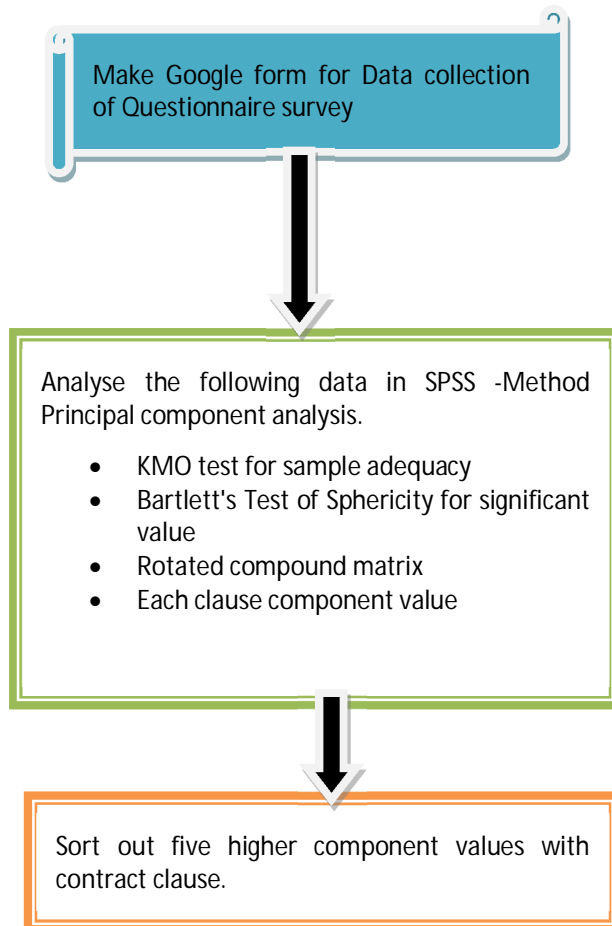 Make Google form for Data collection
of Questionnaire survey
Analyse the following data in SPSS -Method
Principal component analysis.
• KMO test for sample adequacy
• Bartlett's Test of Sphericity for significant
value
• Rotated compound matrix
• Each clause component value
Sort out five higher component values with
contract clause.